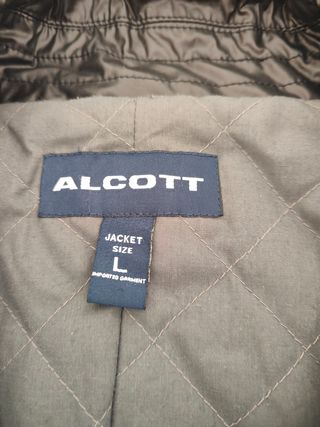 ALCOTT
JACKET
SIZE
L
IMPORTED GARMENT